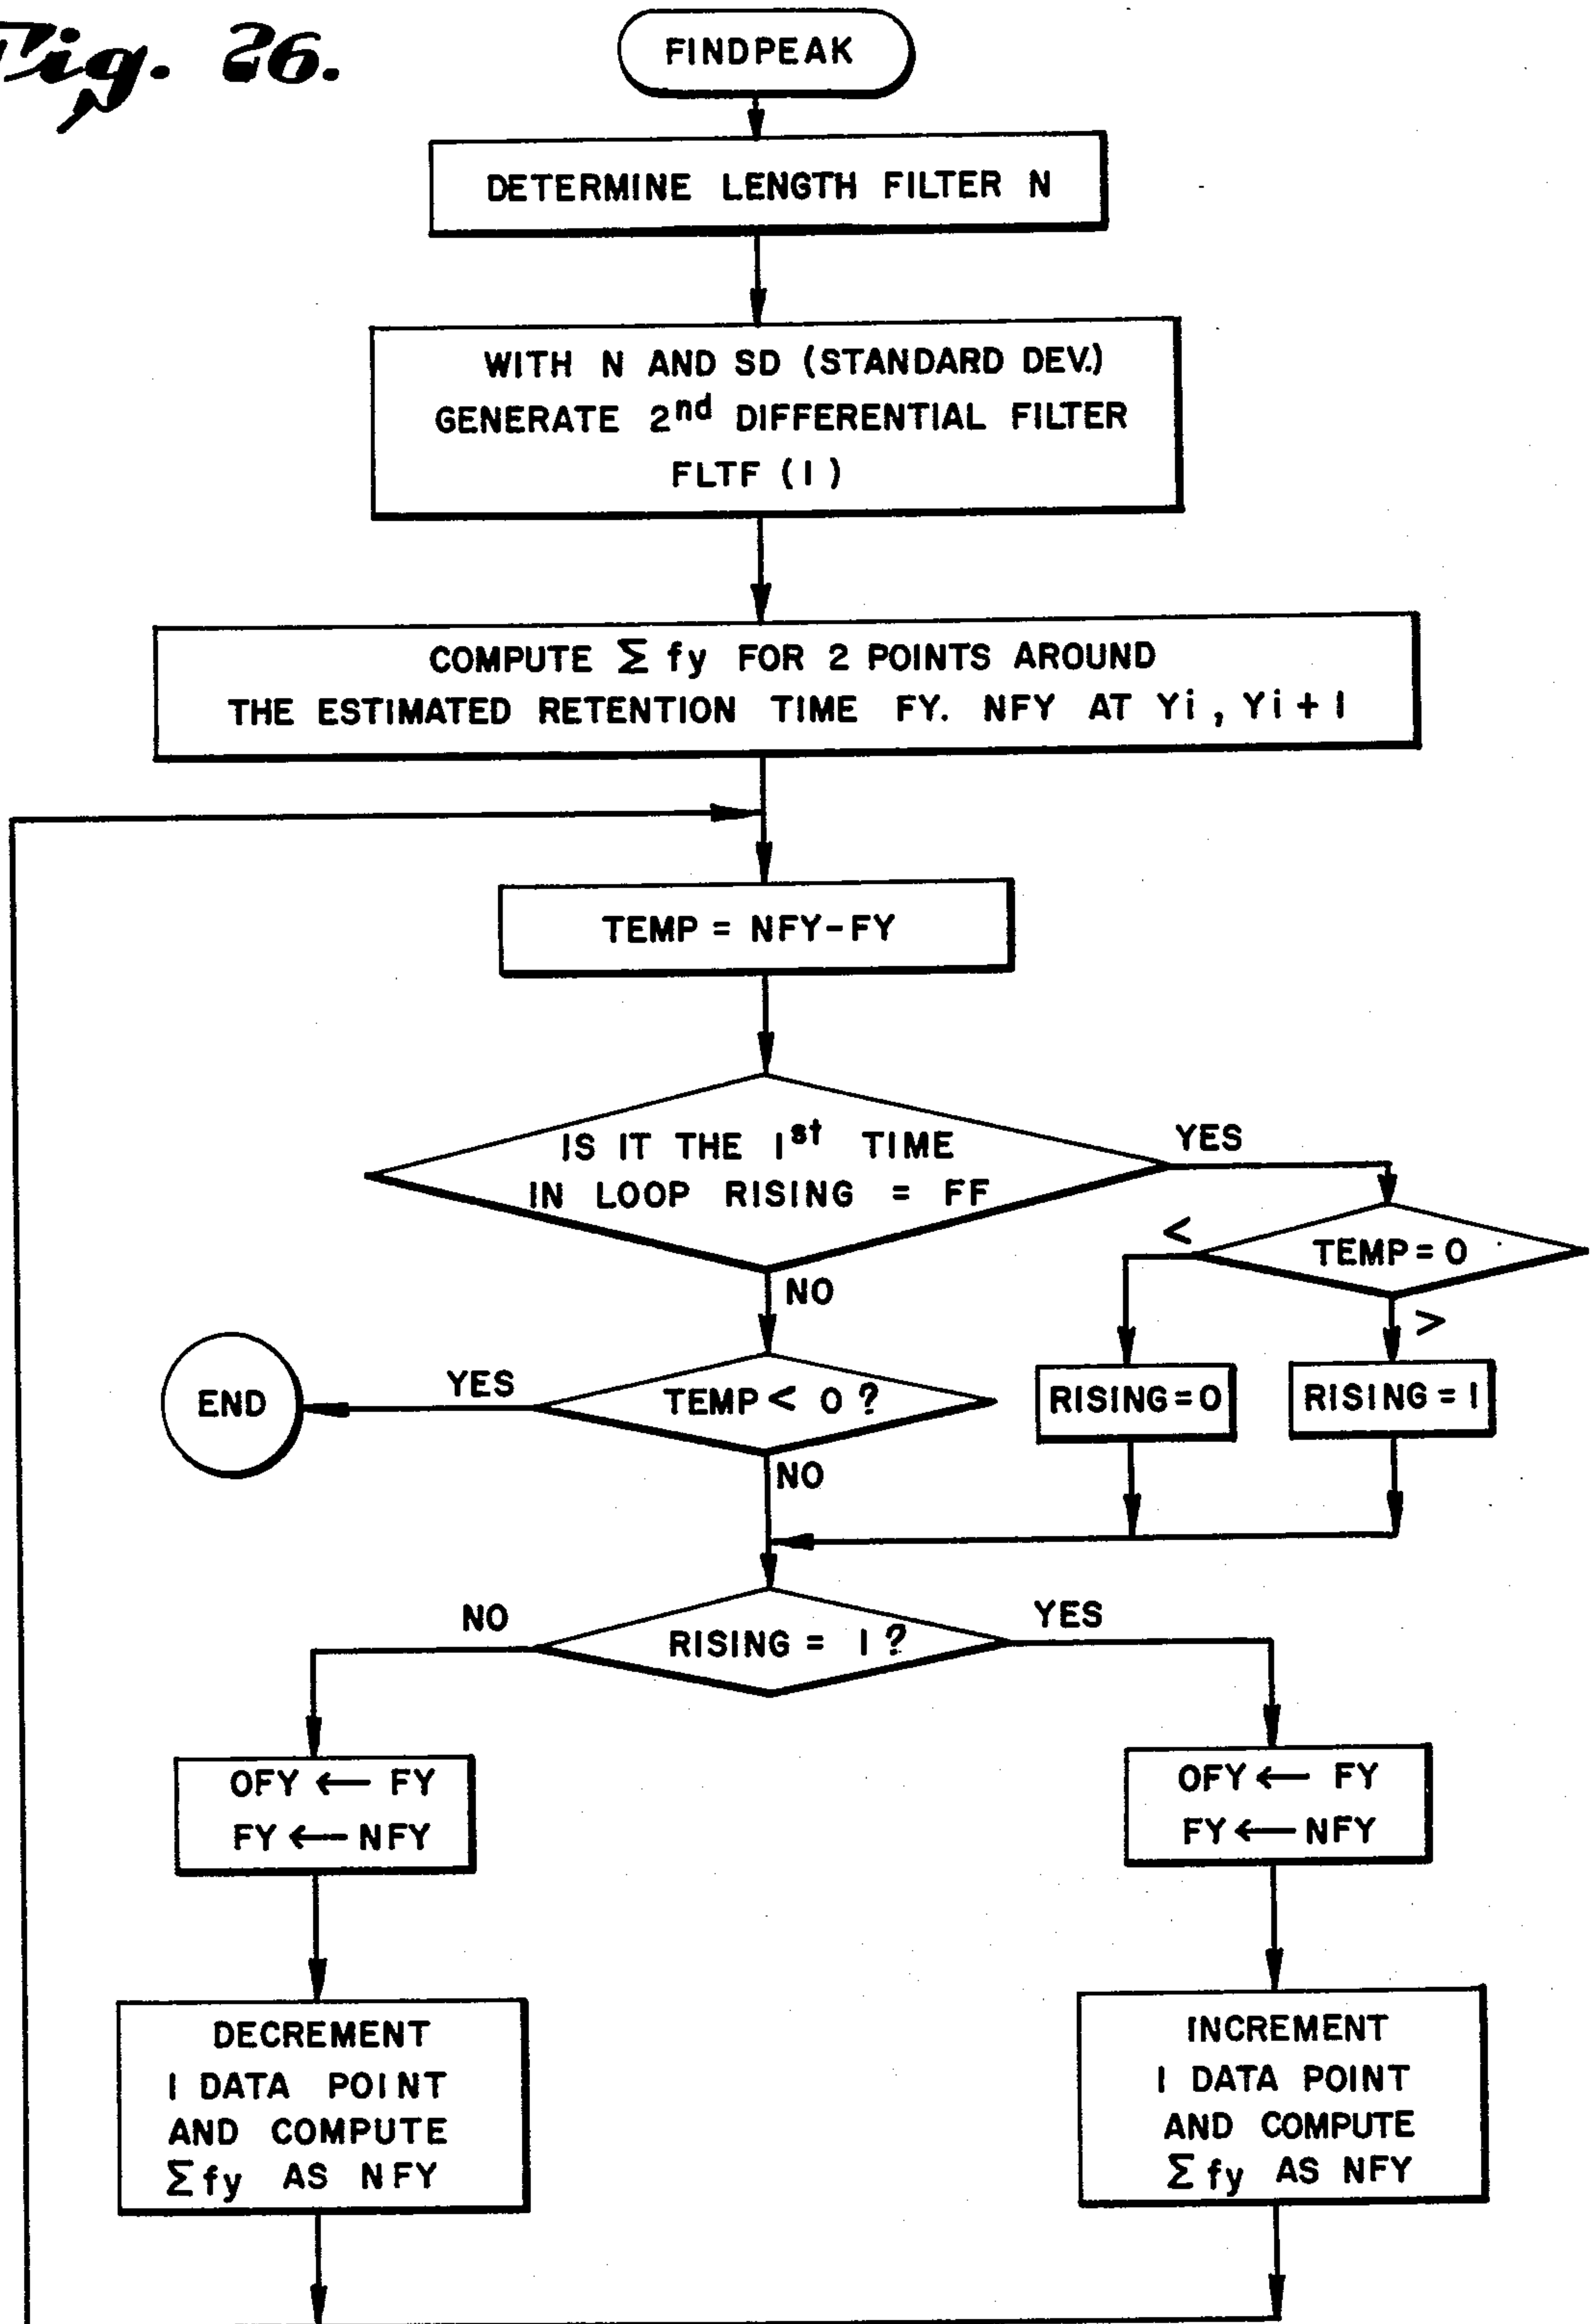 Fig. 26.
FINDPEAK
DETERMINE LENGTH FILTER N
WITH N AND SD (STANDARD DEV.)
GENERATE 2nd DIFFERENTIAL FILTER
FLTF (I)
COMPUTE Σ fy FOR 2 POINTS AROUND
THE ESTIMATED RETENTION TIME FY. NFY AT Yi, Yi + 1
TEMP = NFY-FY
IS IT THE 1st TIME
IN LOOP RISING = FF
YES
TEMP = 0
<
>
NO
END
YES
TEMP < 0 ?
RISING = 0
RISING = 1
NO
NO
RISING = 1 ?
YES
OFY ← FY
FY ← NFY
OFY ← FY
FY ← NFY
DECREMENT
1 DATA POINT
AND COMPUTE
Σ fy AS NFY
INCREMENT
1 DATA POINT
AND COMPUTE
Σ fy AS NFY